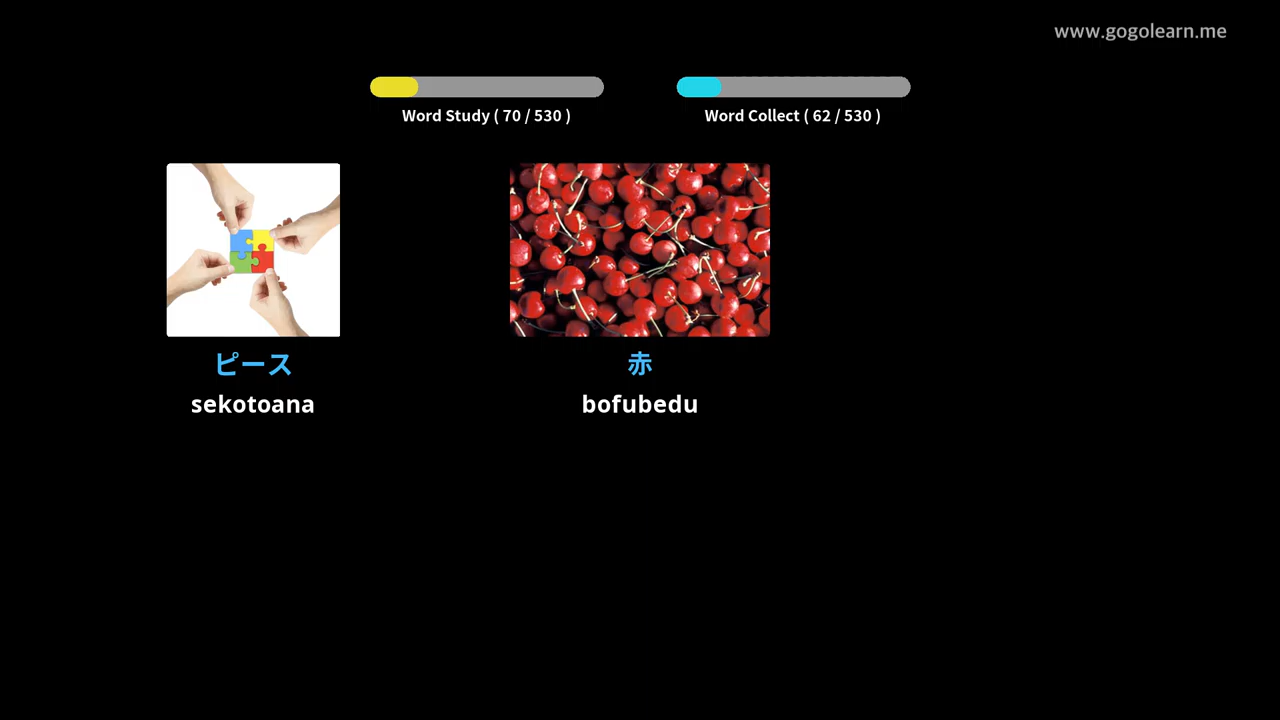 www.gogolearn.me
Word Study ( 70 / 530 )
Word Collect ( 62 / 530 )
ピース
赤
sekotoana
bofubedu